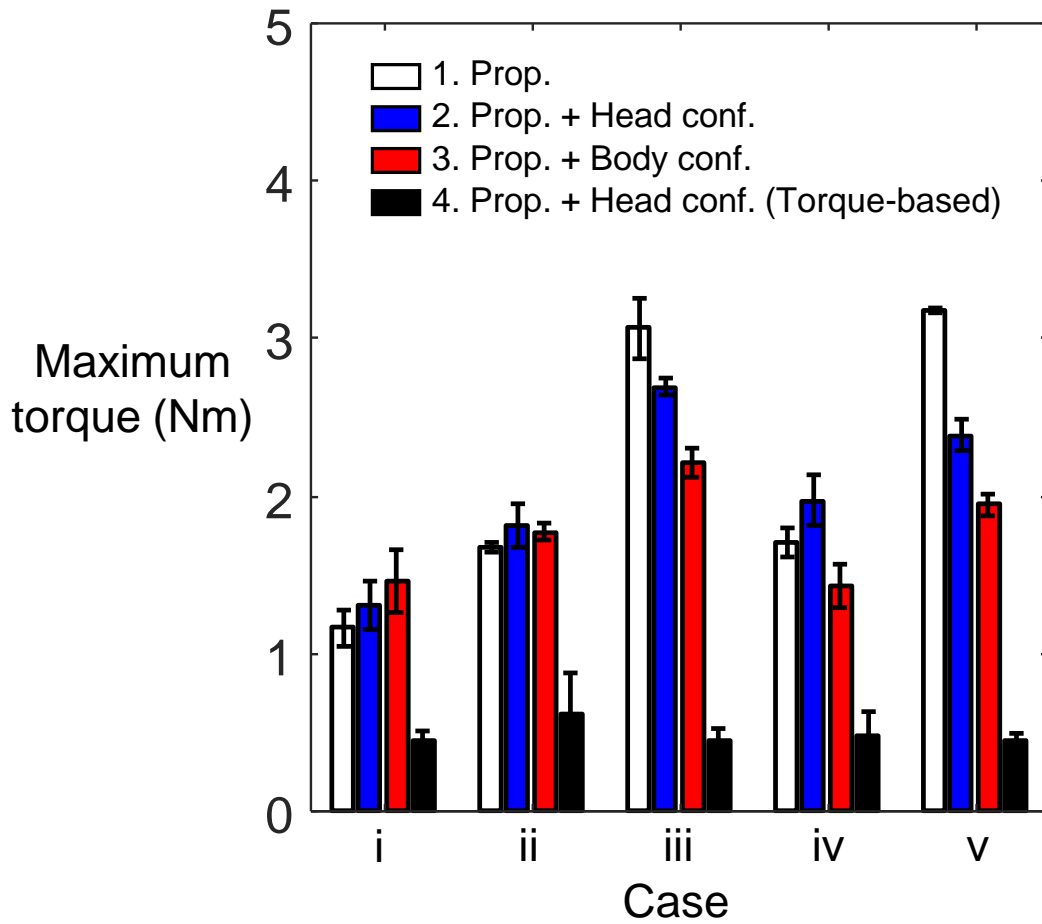 5
4
3
2
1
0
1. Prop.
2. Prop. + Head conf.
3. Prop. + Body conf.
4. Prop. + Head conf. (Torque-based)
Maximum
torque (Nm)
i ii iii iv v
Case